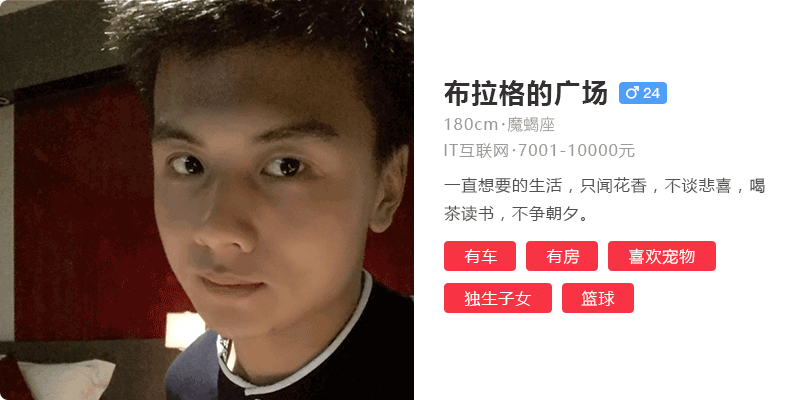 布拉格的广场 ♂ 24
180cm·魔蝎座
IT互联网·7001-10000元
一直想要的生活，只闻花香，不谈悲喜，喝
茶读书，不争朝夕。
有车 有房 喜欢宠物
独生子女 篮球